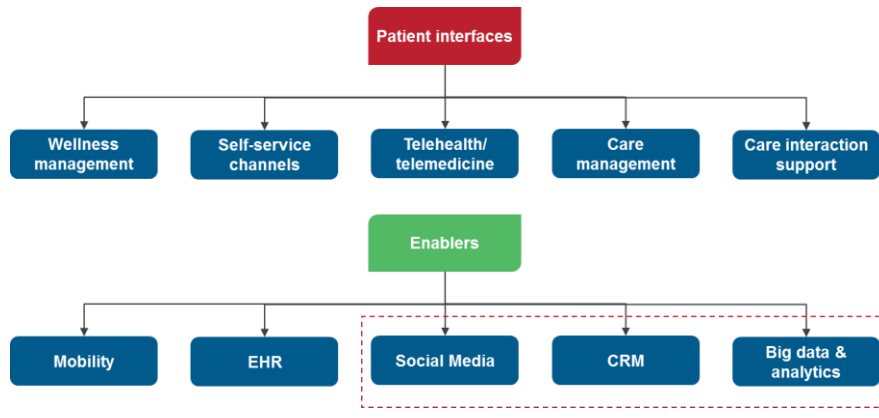 Patient interfaces
Wellness
management
Self-service
channels
Telehealth/
telemedicine
Care
management
Care interaction
support
Enablers
Mobility
EHR
Social Media
CRM
Big data &
analytics